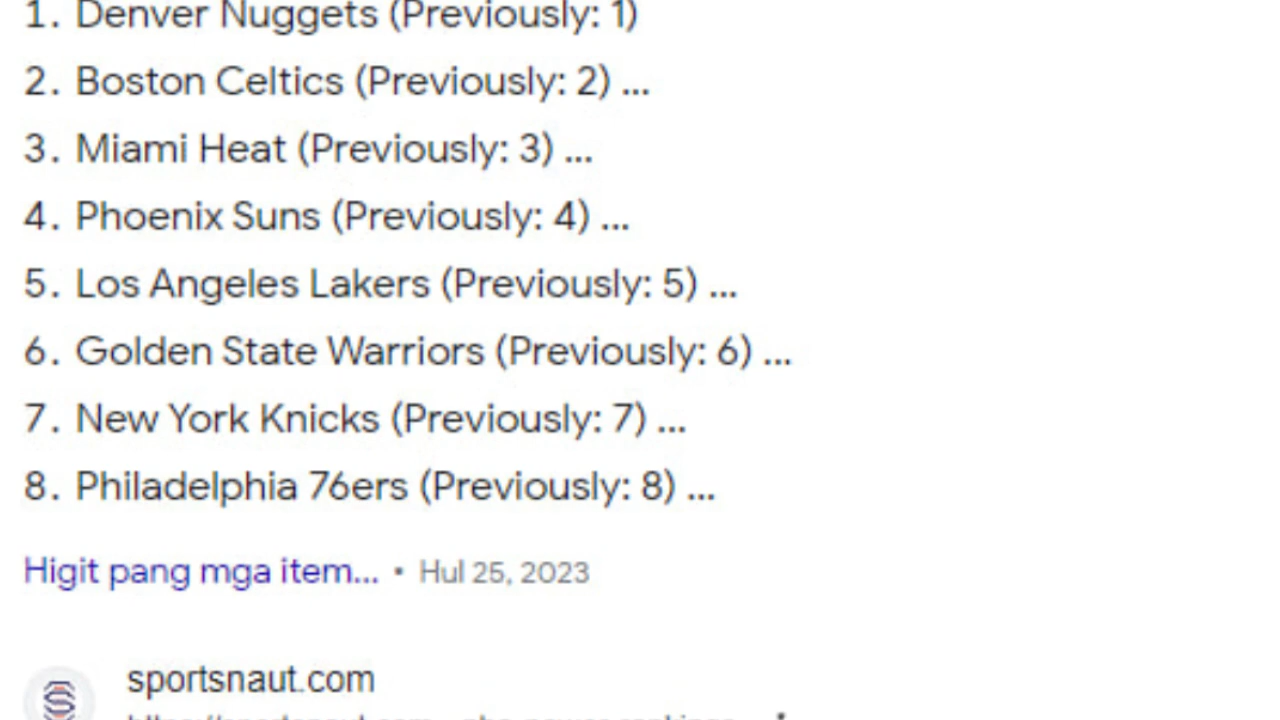 1. Denver Nuggets (Previously: 1)
2. Boston Celtics (Previously: 2) ...
3. Miami Heat (Previously: 3) ...
4. Phoenix Suns (Previously: 4) ...
5. Los Angeles Lakers (Previously: 5) ...
6. Golden State Warriors (Previously: 6) ...
7. New York Knicks (Previously: 7) ...
8. Philadelphia 76ers (Previously: 8) ...
Higit pang mga item... • Hul 25, 2023
sportsnaut.com